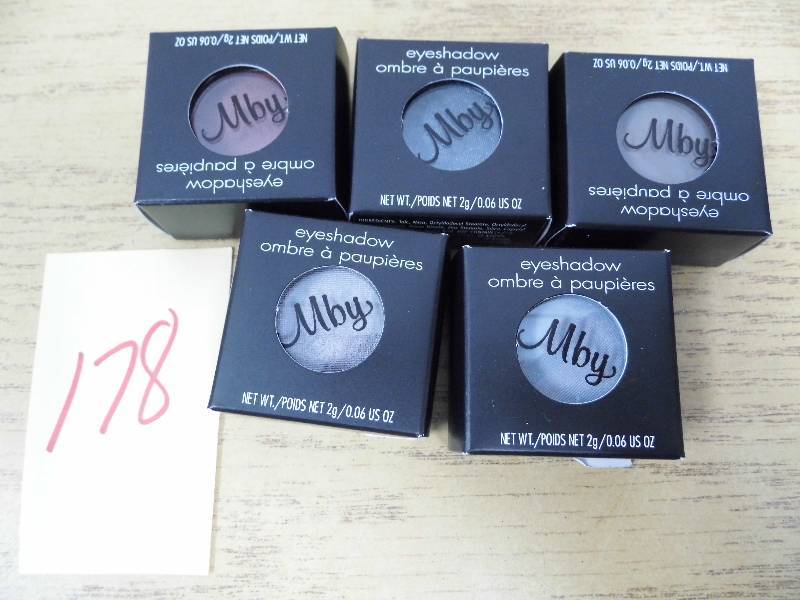 NET WT./POIDS NET 2g/0.06 US OZ
Mby
eyeshadow
ombre à paupières
eyeshadow
ombre à paupières
Mby
NET WT./POIDS NET 2g/0.06 US OZ
NET WT./POIDS NET 2g/0.06 US OZ
Mby
eyeshadow
ombre à paupières
eyeshadow
ombre à paupières
Mby
NET WT./POIDS NET 2g/0.06 US OZ
eyeshadow
ombre à paupières
Mby
NET WT./POIDS NET 2g/0.06 US OZ
178